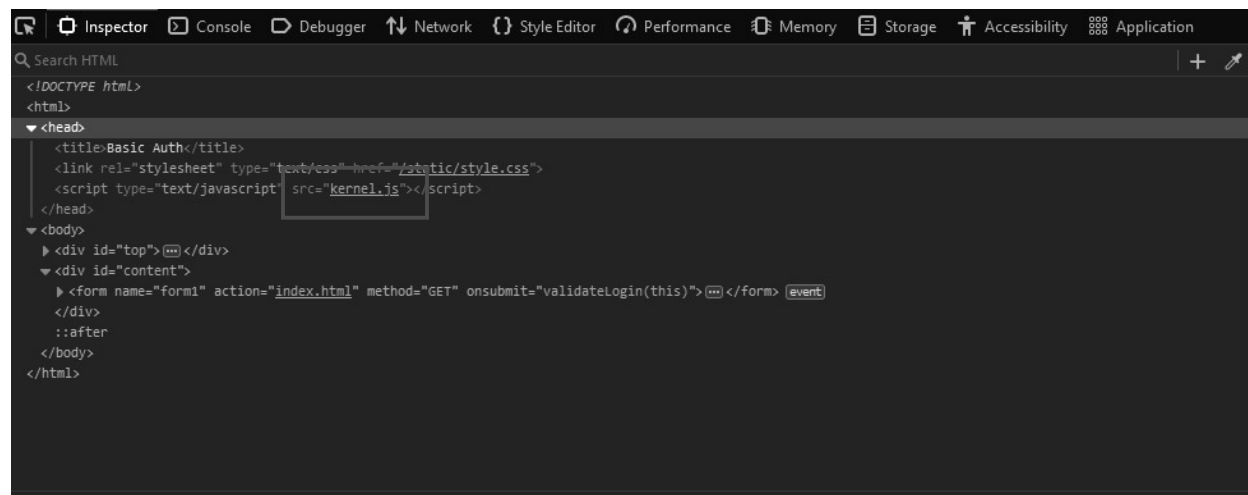 Inspector Console Debugger Network {} Style Editor Performance Memory Storage Accessibility Application
Search HTML
<!DOCTYPE html>
<html>
<head>
<title>Basic Auth</title>
<link rel="stylesheet" type="text/css" href="/static/style.css">
<script type="text/javascript" src="kernel.js"></script>
</head>
<body>
<div id="top"></div>
<div id="content">
<form name="form1" action="index.html" method="GET" onsubmit="validateLogin(this)"></form> event
</div>
::after
</body>
</html>